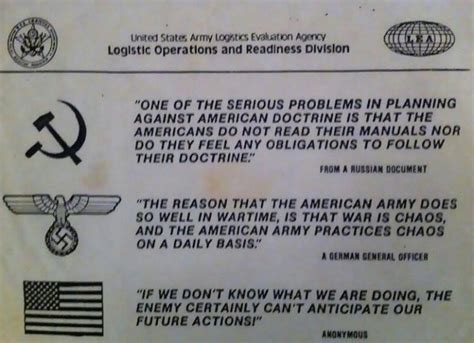 United States Army Logistics Evaluation Agency
Logistic Operations and Readiness Division
LEA
"ONE OF THE SERIOUS PROBLEMS IN PLANNING
AGAINST AMERICAN DOCTRINE IS THAT THE
AMERICANS DO NOT READ THEIR MANUALS NOR
DO THEY FEEL ANY OBLIGATIONS TO FOLLOW
THEIR DOCTRINE."
FROM A RUSSIAN DOCUMENT
"THE REASON THAT THE AMERICAN ARMY DOES
SO WELL IN WARTIME, IS THAT WAR IS CHAOS,
AND THE AMERICAN ARMY PRACTICES CHAOS
ON A DAILY BASIS."
A GERMAN GENERAL OFFICER
"IF WE DON'T KNOW WHAT WE ARE DOING, THE
ENEMY CERTAINLY CAN'T ANTICIPATE OUR
FUTURE ACTIONS!"
ANONYMOUS